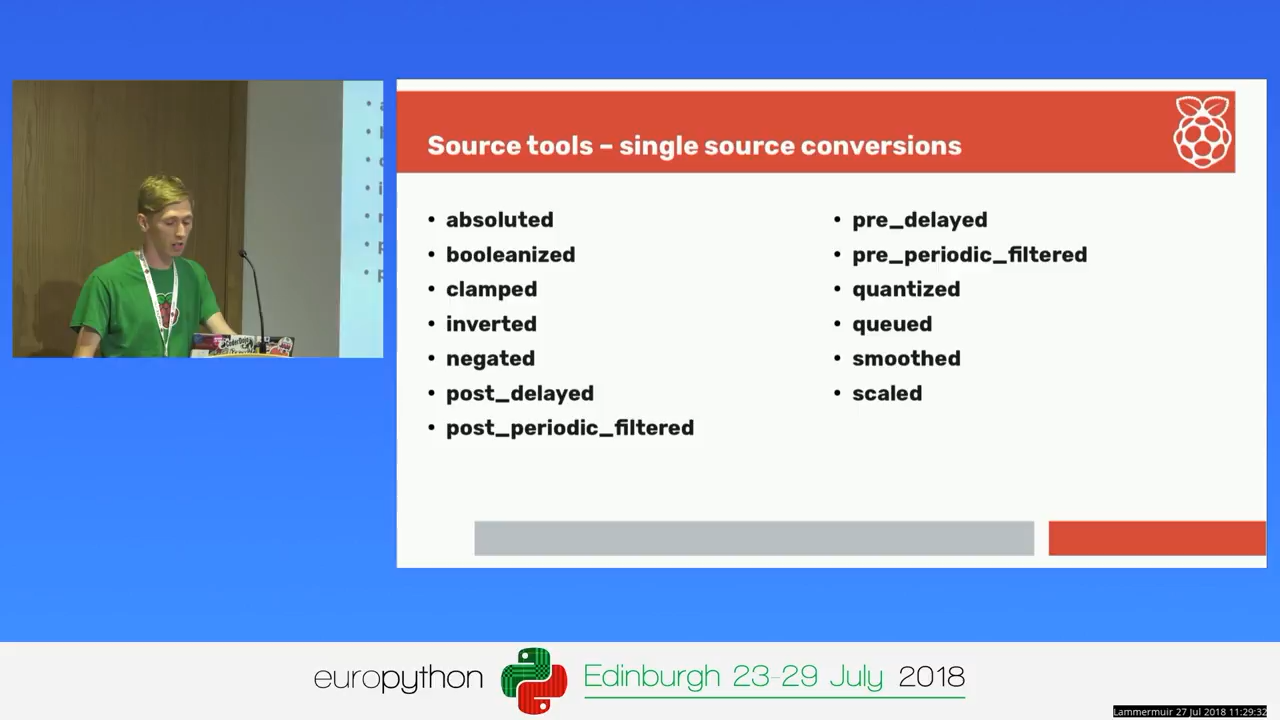 Source tools – single source conversions
• absoluted
• booleanized
• clamped
• inverted
• negated
• post_delayed
• post_periodic_filtered
• pre_delayed
• pre_periodic_filtered
• quantized
• queued
• smoothed
• scaled
europython
Edinburgh 23-29 July 2018
Lammermuir 27 Jul 2018 11:29:32